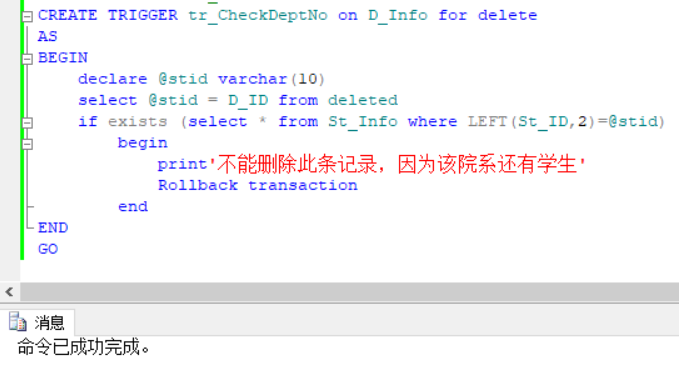 CREATE TRIGGER tr_CheckDeptNo on D_Info for delete
AS
BEGIN
declare @stid varchar(10)
select @stid = D_ID from deleted
if exists (select * from St_Info where LEFT(St_ID,2)=@stid)
begin
print'不能删除此条记录，因为该院系还有学生'
Rollback transaction
end
END
GO
消息
命令已成功完成。